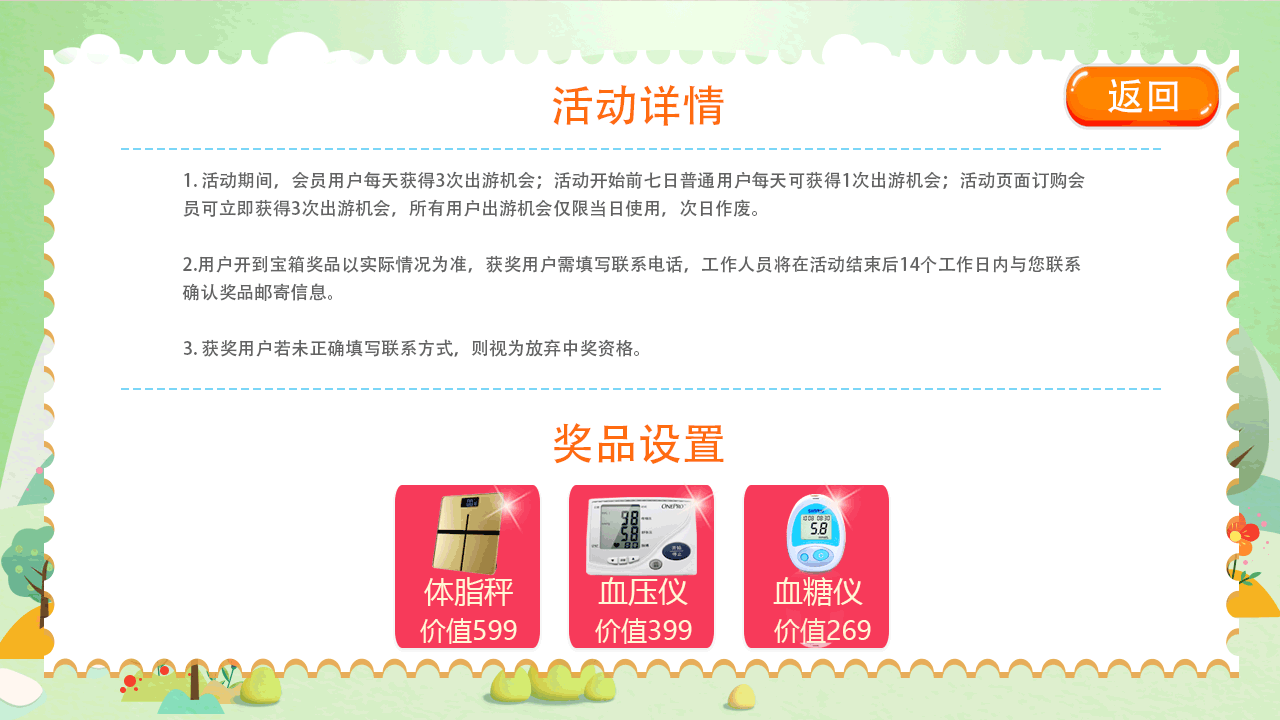 活动详情
返回
1. 活动期间，会员用户每天获得3次出游机会；活动开始前七日普通用户每天可获得1次出游机会；活动页面订购会
员可立即获得3次出游机会，所有用户出游机会仅限当日使用，次日作废。
2.用户开到宝箱奖品以实际情况为准，获奖用户需填写联系电话，工作人员将在活动结束后14个工作日内与您联系
确认奖品邮寄信息。
3. 获奖用户若未正确填写联系方式，则视为放弃中奖资格。
奖品设置
体脂秤
价值599
ONEPRO
血压仪
价值399
5.8
血糖仪
价值269